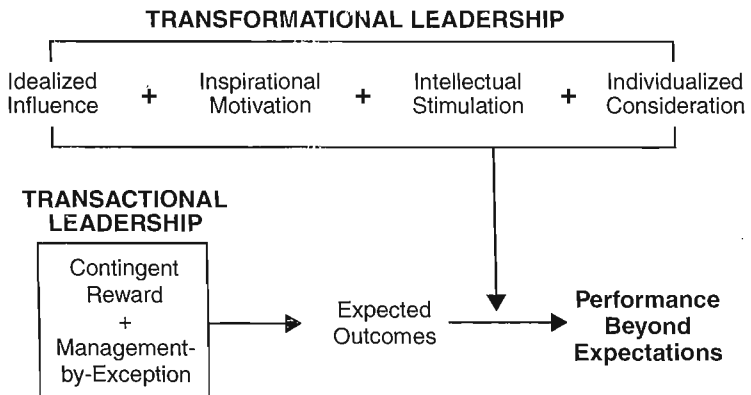 TRANSFORMATIONAL LEADERSHIP
Idealized
Influence
+
Inspirational
Motivation
+
Intellectual
Stimulation
+
Individualized
Consideration
TRANSACTIONAL
LEADERSHIP
Contingent
Reward
+
Management-
by-Exception
Expected
Outcomes
Performance
Beyond
Expectations